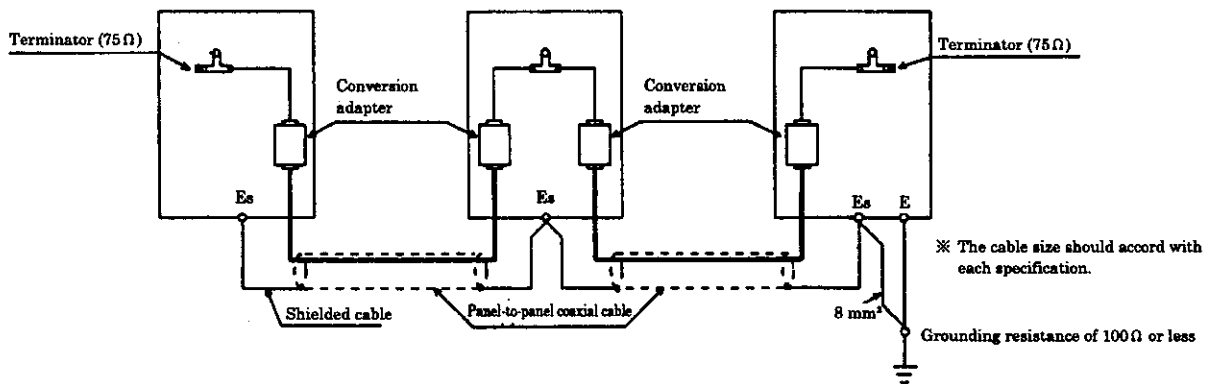 Terminator (75Ω)
Terminator (75Ω)
Conversion
adapter
Conversion
adapter
Es
Es
Es
E
※ The cable size should accord with
each specification.
Shielded cable
Panel-to-panel coaxial cable
8 mm²
Grounding resistance of 100Ω or less